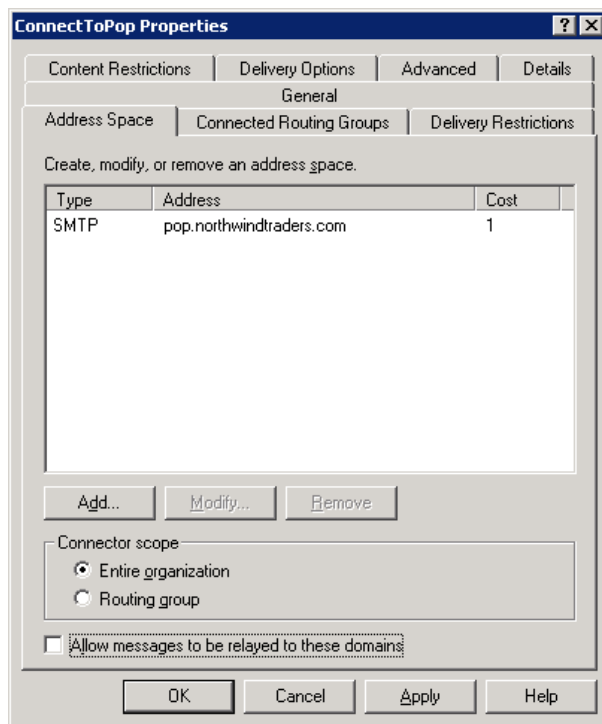 ConnectToPop Properties
Content Restrictions Delivery Options Advanced Details
General
Address Space Connected Routing Groups Delivery Restrictions
Create, modify, or remove an address space.
Type Address Cost
SMTP pop.northwindtraders.com 1
Add... Modify... Remove
Connector scope
Entire organization
Routing group
Allow messages to be relayed to these domains
OK Cancel Apply Help